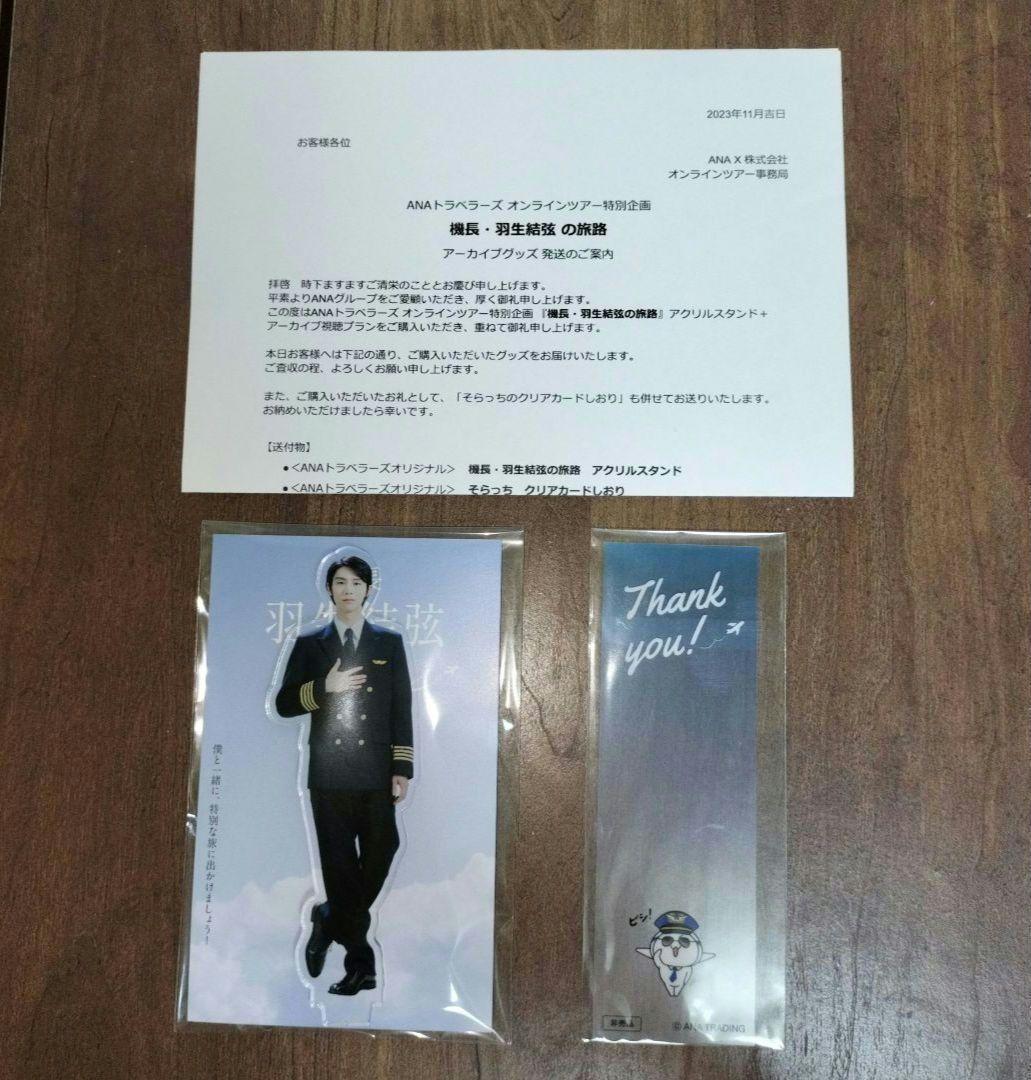 2023年11月吉日
お客様各位
ANA X 株式会社
オンラインツアー事務局
ANAトラベラーズ オンラインツアー特別企画
機長・羽生結弦 の旅路
アーカイブグッズ 発送のご案内
拝啓　時下ますますご清栄のこととお慶び申し上げます。
平素よりANAグループをご愛顧いただき、厚く御礼申し上げます。
この度はANAトラベラーズ オンラインツアー特別企画 『機長・羽生結弦の旅路』アクリルスタンド＋
アーカイブ視聴プランをご購入いただき、重ねて御礼申し上げます。
本日お客様へは下記の通り、ご購入いただいたグッズをお届けいたします。
ご査収の程、よろしくお願い申し上げます。
また、ご購入いただいたお礼として、「そらっちのクリアカードしおり」も併せてお送りいたします。
お納めいただけましたら幸いです。
【送付物】
●＜ANAトラベラーズオリジナル＞　機長・羽生結弦の旅路　アクリルスタンド
●＜ANAトラベラーズオリジナル＞　そらっち　クリアカードしおり
長
羽生結弦
僕と一緒に、特別な旅に出かけましょう！
Thank
you!
ビシ!
非売品
© ANA TRADING